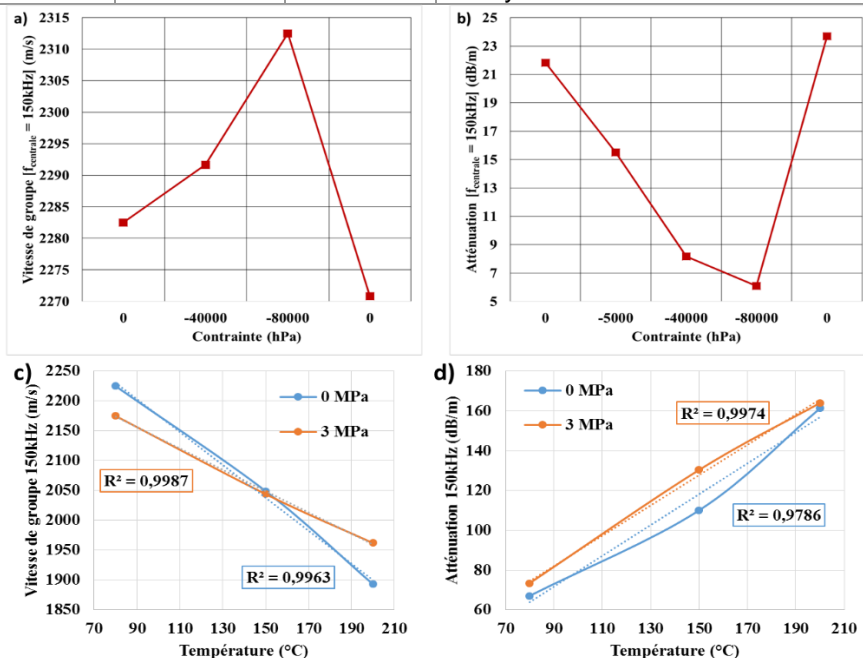 a)
Vitesse de groupe |f centrale = 150kHz| (m/s)
2315
2310
2305
2300
2295
2290
2285
2280
2275
2270
0 -40000 -80000 0
Contrainte (hPa)
b)
Atténuation |f centrale = 150kHz| (dB/m)
25
23
21
19
17
15
13
11
9
7
5
0 -5000 -40000 -80000 0
Contrainte (hPa)
c)
Vitesse de groupe 150kHz (m/s)
2250
2200
2150
2100
2050
2000
1950
1900
1850
0 MPa
3 MPa
R² = 0,9987
R² = 0,9963
70 90 110 130 150 170 190 210
Température (°C)
d)
Atténuation 150kHz (dB/m)
180
160
140
120
100
80
60
0 MPa
3 MPa
R² = 0,9974
R² = 0,9786
70 90 110 130 150 170 190 210
Température (°C)